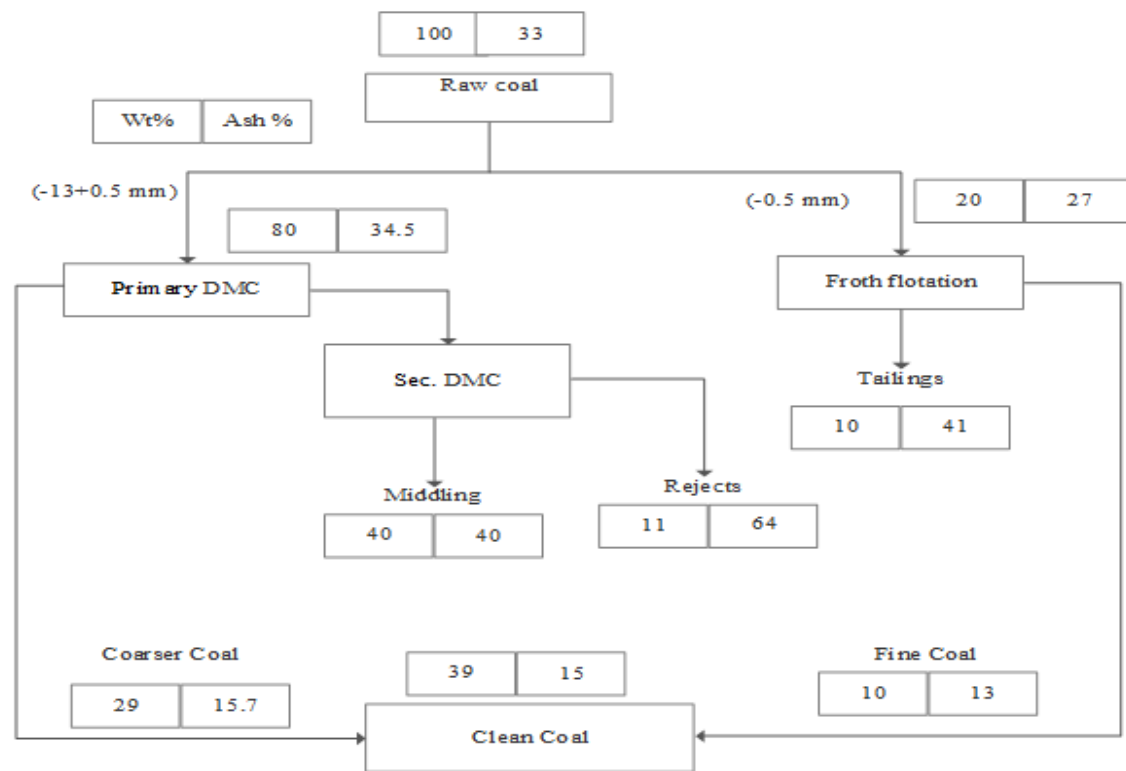 100 33
Raw coal
Wt% Ash %
(-13+0.5 mm)
(-0.5 mm)
20 27
80 34.5
Primary DMC
Froth flotation
Sec. DMC
Tailings
10 41
Middling
40 40
Rejects
11 64
Coarser Coal
29 15.7
39 15
Fine Coal
10 13
Clean Coal